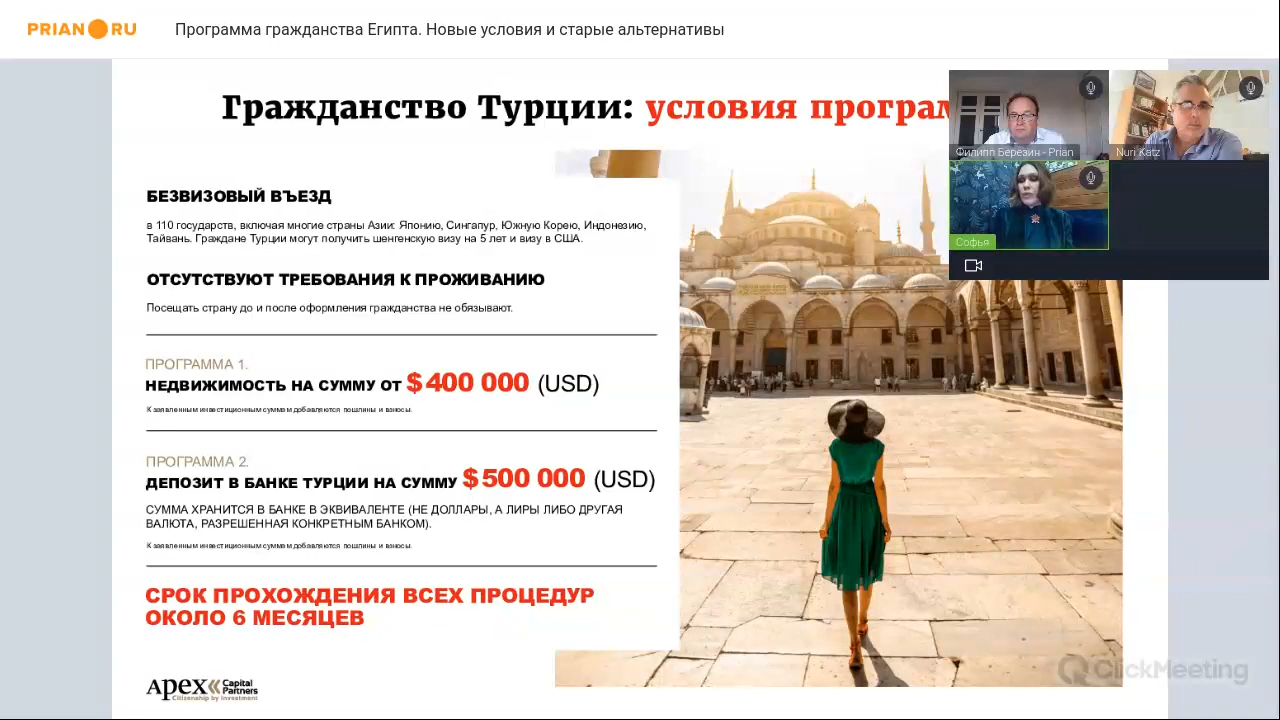 PRIAN RU
Программа гражданства Египта. Новые условия и старые альтернативы
Гражданство Турции: условия програм
Филипп Березин - Prian
Nuri Katz
Софья
БЕЗВИЗОВЫЙ ВЪЕЗД
в 110 государств, включая многие страны Азии: Японию, Сингапур, Южную Корею, Индонезию,
Тайвань. Граждане Турции могут получить шенгенскую визу на 5 лет и визу в США.
ОТСУТСТВУЮТ ТРЕБОВАНИЯ К ПРОЖИВАНИЮ
Посещать страну до и после оформления гражданства не обязывают.
ПРОГРАММА 1.
НЕДВИЖИМОСТЬ НА СУММУ ОТ $400 000 (USD)
К заявленным инвестиционным суммам добавляются пошлины и взносы.
ПРОГРАММА 2.
ДЕПОЗИТ В БАНКЕ ТУРЦИИ НА СУММУ $500 000 (USD)
СУММА ХРАНИТСЯ В БАНКЕ В ЭКВИВАЛЕНТЕ (НЕ ДОЛЛАРЫ, А ЛИРЫ ЛИБО ДРУГАЯ
ВАЛЮТА, РАЗРЕШЕННАЯ КОНКРЕТНЫМ БАНКОМ).
К заявленным инвестиционным суммам добавляются пошлины и взносы.
СРОК ПРОХОЖДЕНИЯ ВСЕХ ПРОЦЕДУР
ОКОЛО 6 МЕСЯЦЕВ
Apex Capital Partners
Citizenship by Investment
ClickMeeting